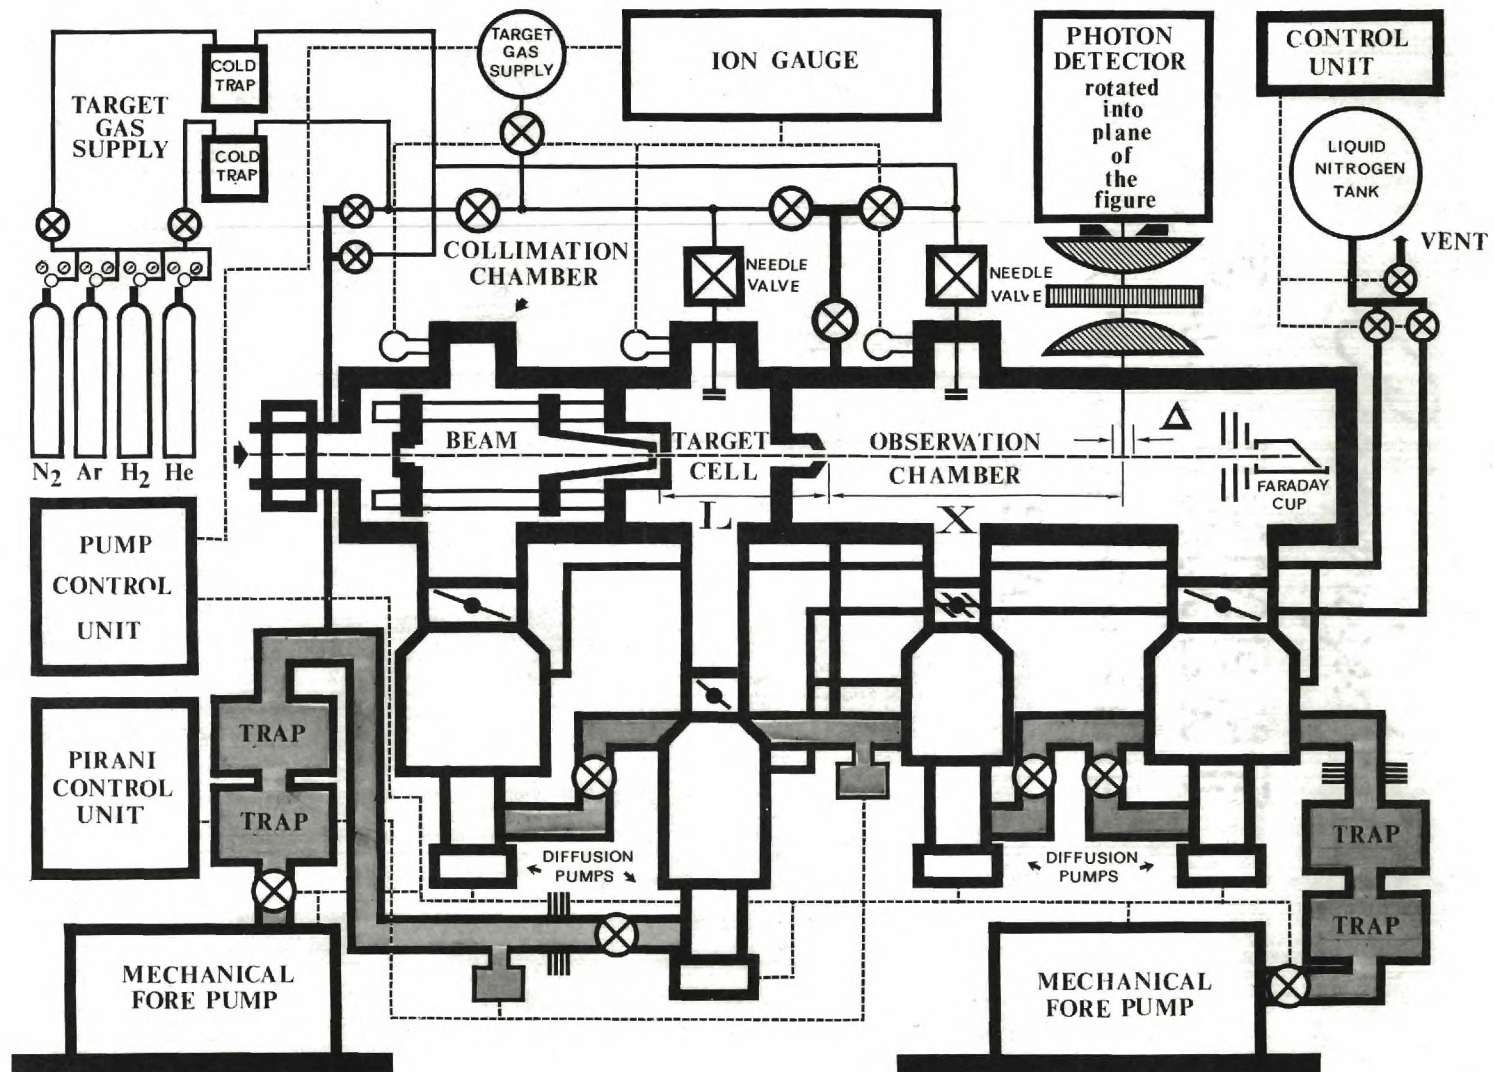 TARGET
GAS
SUPPLY
COLD
TRAP
COLD
TRAP
TARGET
GAS
SUPPLY
ION GAUGE
PHOTON
DETECTOR
rotated
into
plane
of
the
figure
CONTROL
UNIT
LIQUID
NITROGEN
TANK
VENT
COLLIMATION
CHAMBER
NEEDLE
VALVE
NEEDLE
VALVE
N2 Ar H2 He
BEAM
TARGET
CELL
OBSERVATION
CHAMBER
Δ
FARADAY
CUP
L
X
PUMP
CONTROL
UNIT
PIRANI
CONTROL
UNIT
TRAP
TRAP
DIFFUSION
PUMPS
DIFFUSION
PUMPS
TRAP
TRAP
MECHANICAL
FORE PUMP
MECHANICAL
FORE PUMP